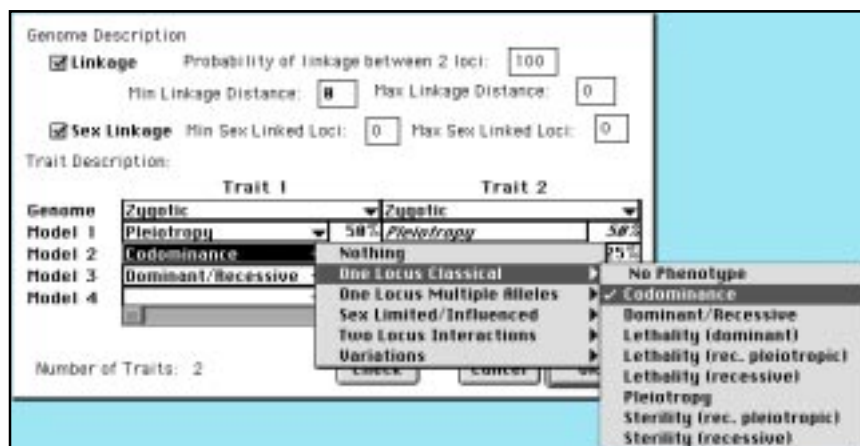 Genome Description
Linkage Probability of linkage between 2 loci: 100
Min Linkage Distance: 0 Max Linkage Distance: 0
Sex Linkage Min Sex Linked Loci: 0 Max Sex Linked Loci: 0
Trait Description:
Trait 1 Trait 2
Genome Zygotic Zygotic
Model 1 Pleiotropy 50% Pleiotropy 50%
Model 2 Codominance 25%
Model 3 Dominant/Recessive
Model 4
Nothing
One Locus Classical
One Locus Multiple Alleles
Sex Limited/Influenced
Two Locus Interactions
Variations
No Phenotype
✓ Codominance
Dominant/Recessive
Lethality (dominant)
Lethality (rec. pleiotropic)
Lethality (recessive)
Pleiotropy
Sterility (rec. pleiotropic)
Sterility (recessive)
Number of Traits: 2 Check Cancel